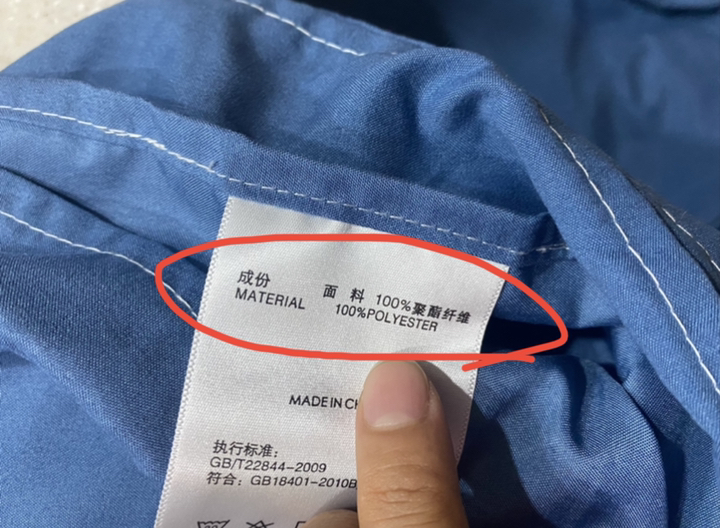 成份 面 料 100%聚酯纤维
MATERIAL 100%POLYESTER
MADE IN
执行标准：
GB/T22844-2009
符合：GB18401-2010B